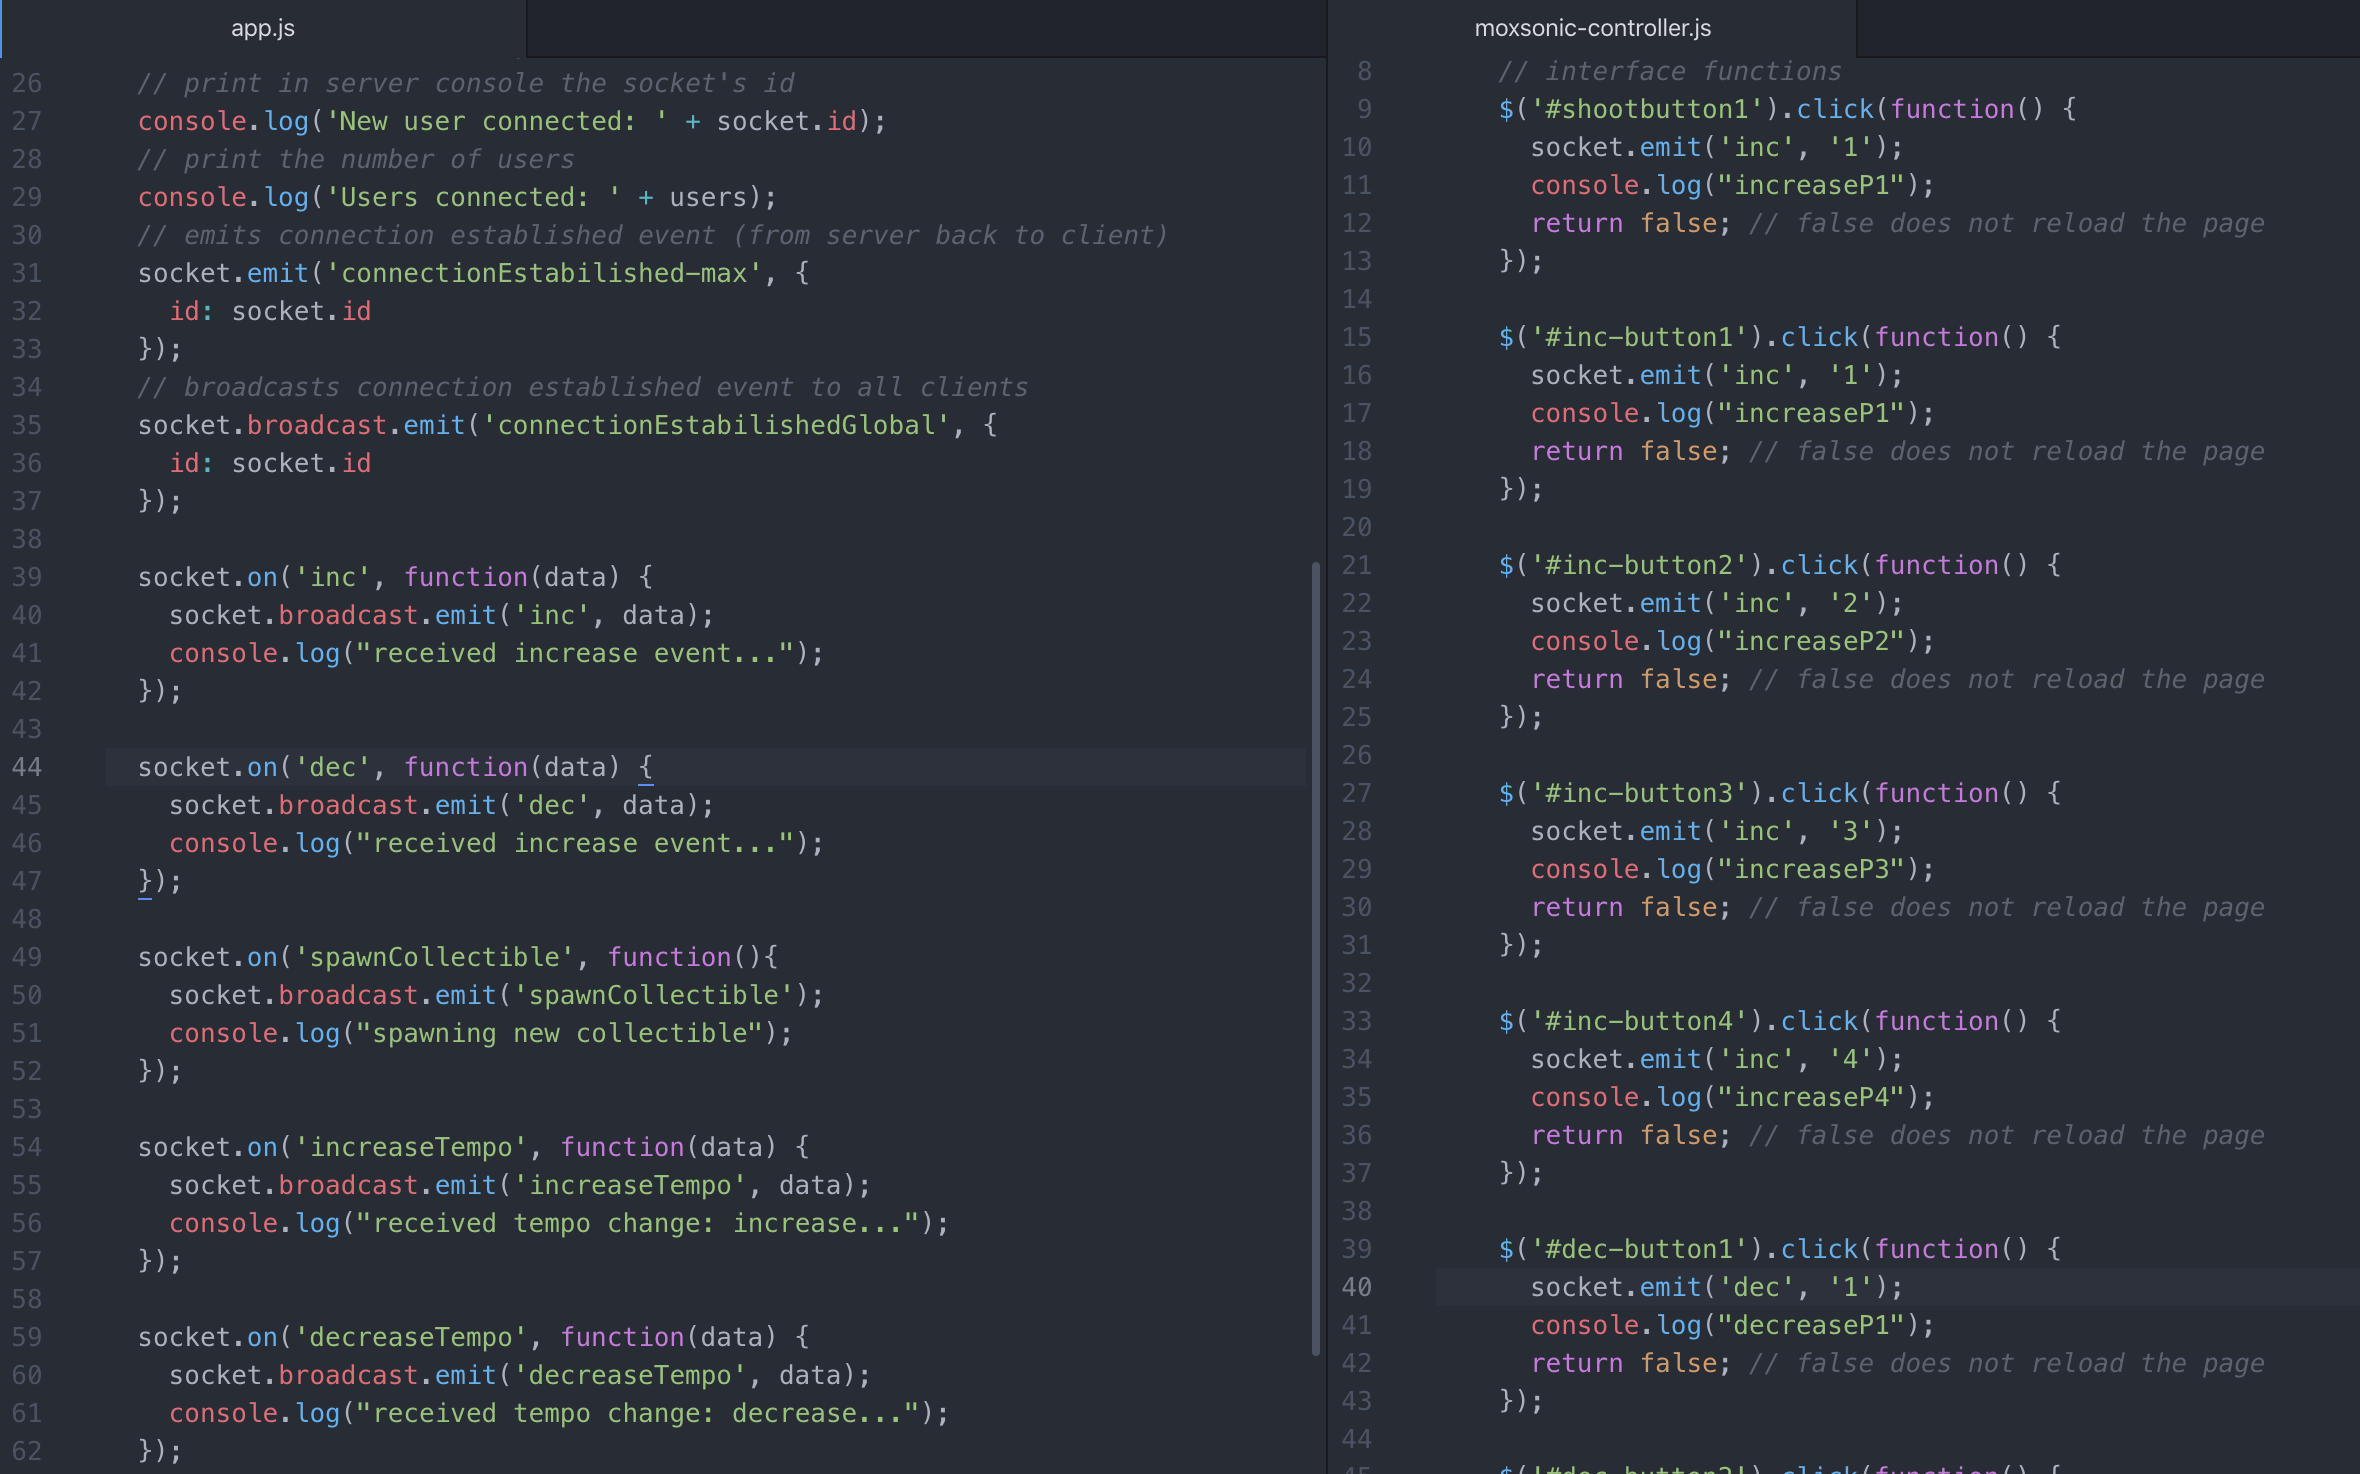 app.js
26 // print in server console the socket's id
27 console.log('New user connected: ' + socket.id);
28 // print the number of users
29 console.log('Users connected: ' + users);
30 // emits connection established event (from server back to client)
31 socket.emit('connectionEstabilished-max', {
32 id: socket.id
33 });
34 // broadcasts connection established event to all clients
35 socket.broadcast.emit('connectionEstabilishedGlobal', {
36 id: socket.id
37 });
38
39 socket.on('inc', function(data) {
40 socket.broadcast.emit('inc', data);
41 console.log("received increase event...");
42 });
43
44 socket.on('dec', function(data) {
45 socket.broadcast.emit('dec', data);
46 console.log("received increase event...");
47 });
48
49 socket.on('spawnCollectible', function(){
50 socket.broadcast.emit('spawnCollectible');
51 console.log("spawning new collectible");
52 });
53
54 socket.on('increaseTempo', function(data) {
55 socket.broadcast.emit('increaseTempo', data);
56 console.log("received tempo change: increase...");
57 });
58
59 socket.on('decreaseTempo', function(data) {
60 socket.broadcast.emit('decreaseTempo', data);
61 console.log("received tempo change: decrease...");
62 });
moxsonic-controller.js
8 // interface functions
9 $('#shootbutton1').click(function() {
10 socket.emit('inc', '1');
11 console.log("increaseP1");
12 return false; // false does not reload the page
13 });
14
15 $('#inc-button1').click(function() {
16 socket.emit('inc', '1');
17 console.log("increaseP1");
18 return false; // false does not reload the page
19 });
20
21 $('#inc-button2').click(function() {
22 socket.emit('inc', '2');
23 console.log("increaseP2");
24 return false; // false does not reload the page
25 });
26
27 $('#inc-button3').click(function() {
28 socket.emit('inc', '3');
29 console.log("increaseP3");
30 return false; // false does not reload the page
31 });
32
33 $('#inc-button4').click(function() {
34 socket.emit('inc', '4');
35 console.log("increaseP4");
36 return false; // false does not reload the page
37 });
38
39 $('#dec-button1').click(function() {
40 socket.emit('dec', '1');
41 console.log("decreaseP1");
42 return false; // false does not reload the page
43 });
44